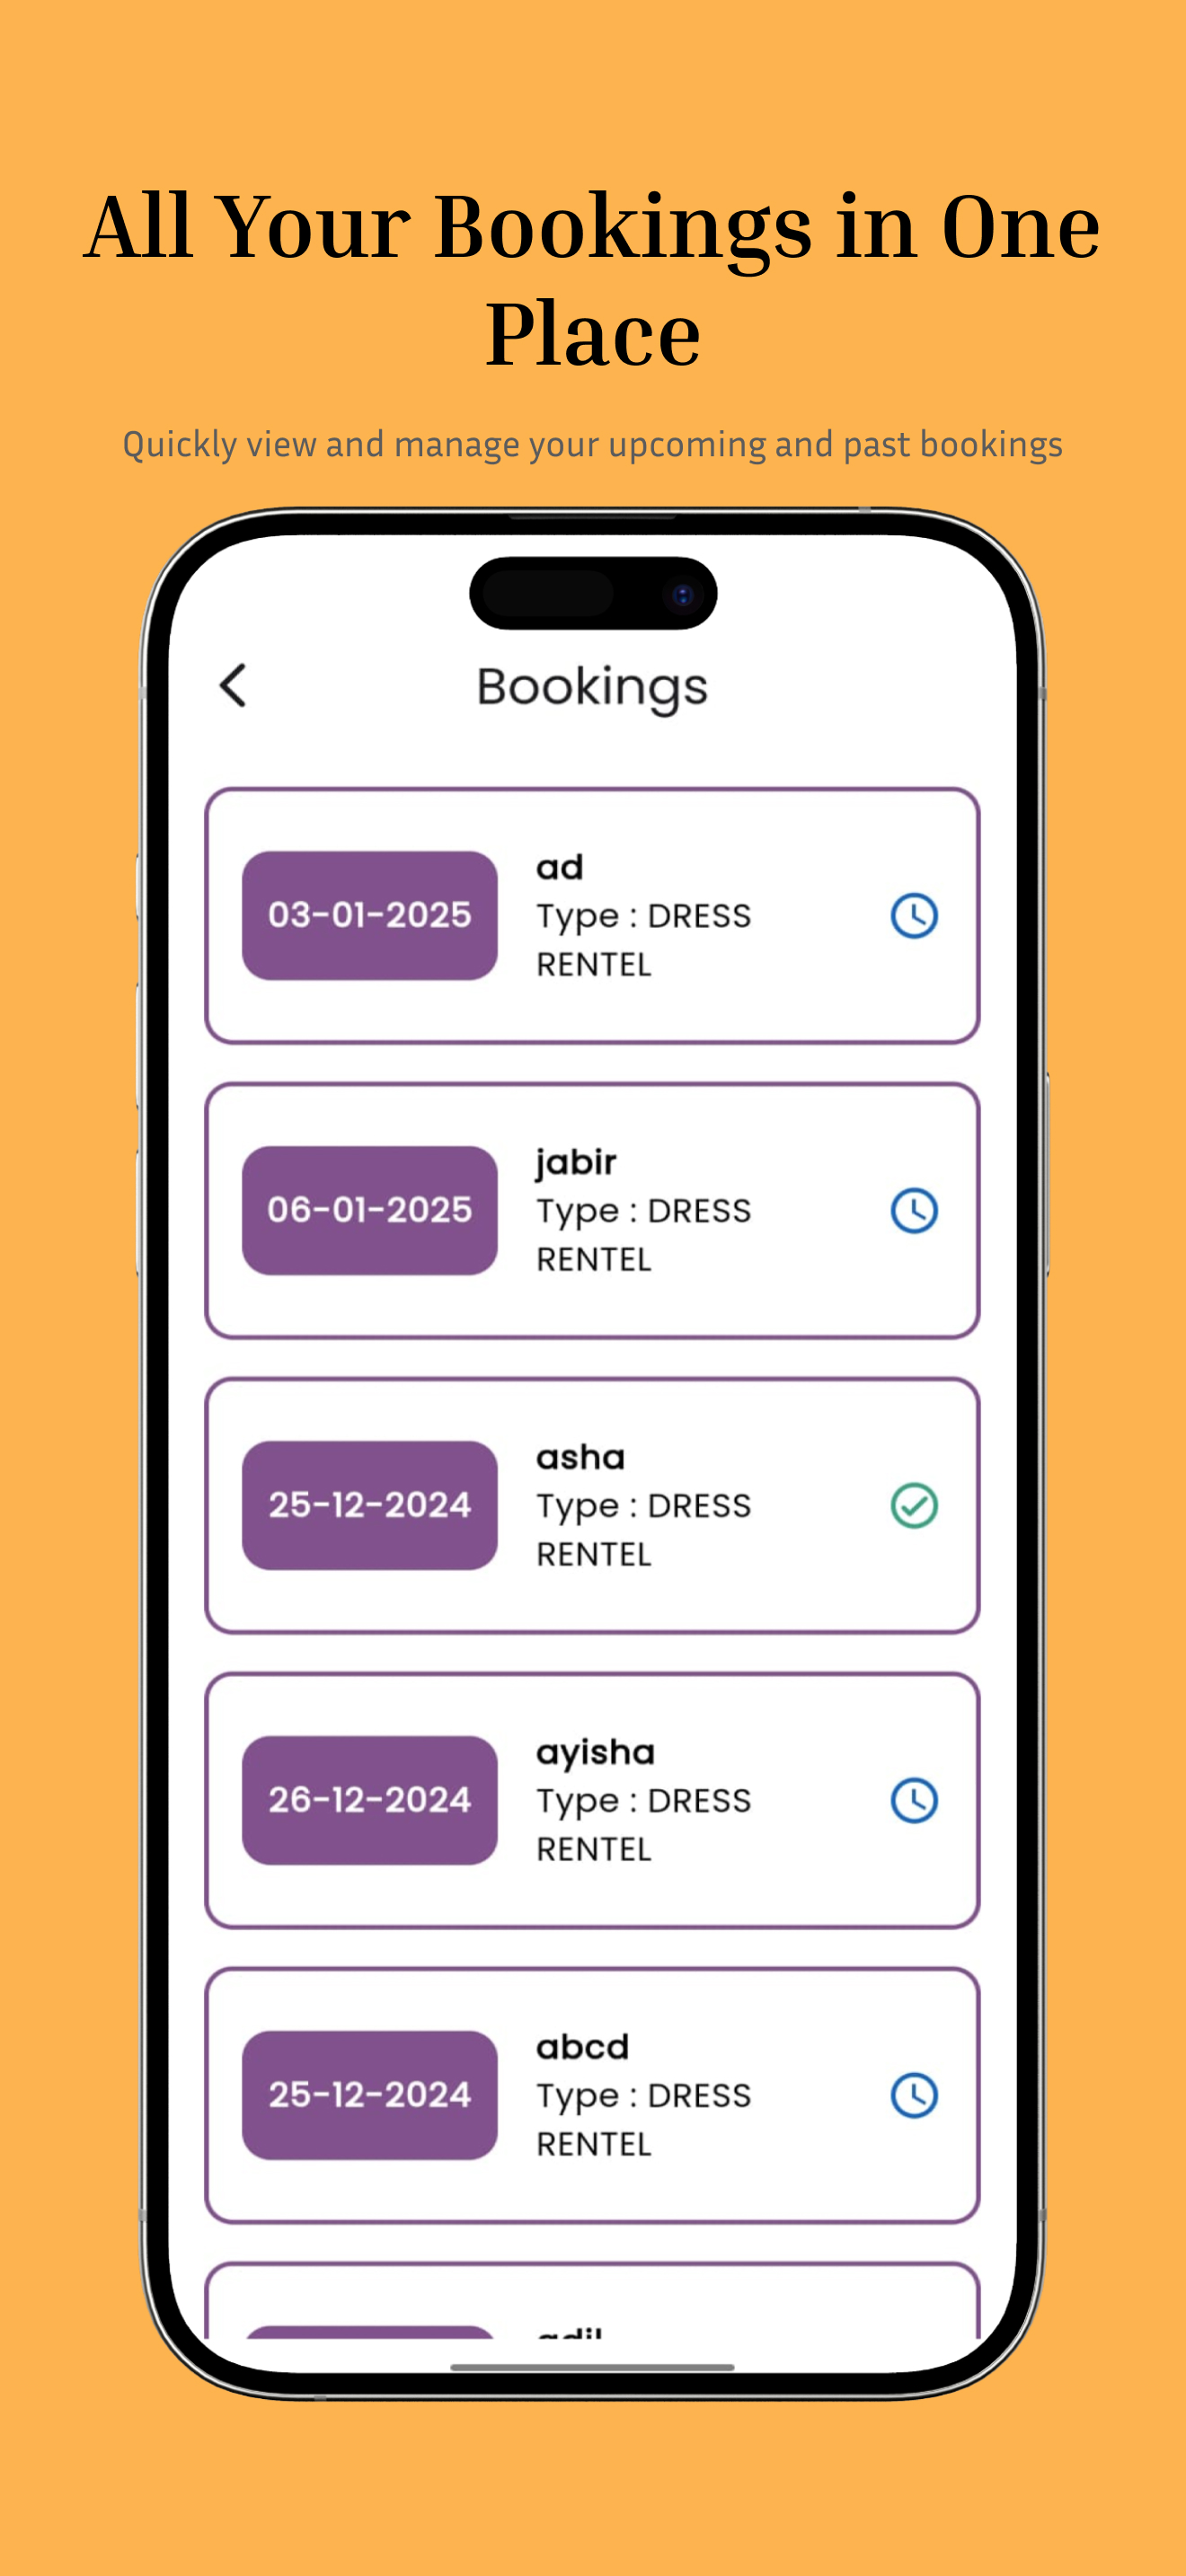 All Your Bookings in One
Place
Quickly view and manage your upcoming and past bookings
Bookings
03-01-2025
ad
Type : DRESS
RENTEL
06-01-2025
jabir
Type : DRESS
RENTEL
25-12-2024
asha
Type : DRESS
RENTEL
26-12-2024
ayisha
Type : DRESS
RENTEL
25-12-2024
abcd
Type : DRESS
RENTEL